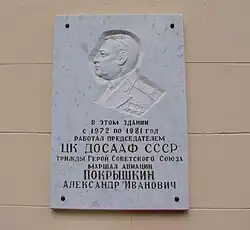 В этом здании
с 1972 по 1981 год
работал председателем
ЦК ДОСААФ СССР
трижды Герой Советского Союза
маршал авиации
ПОКРЫШКИН
Александр Иванович